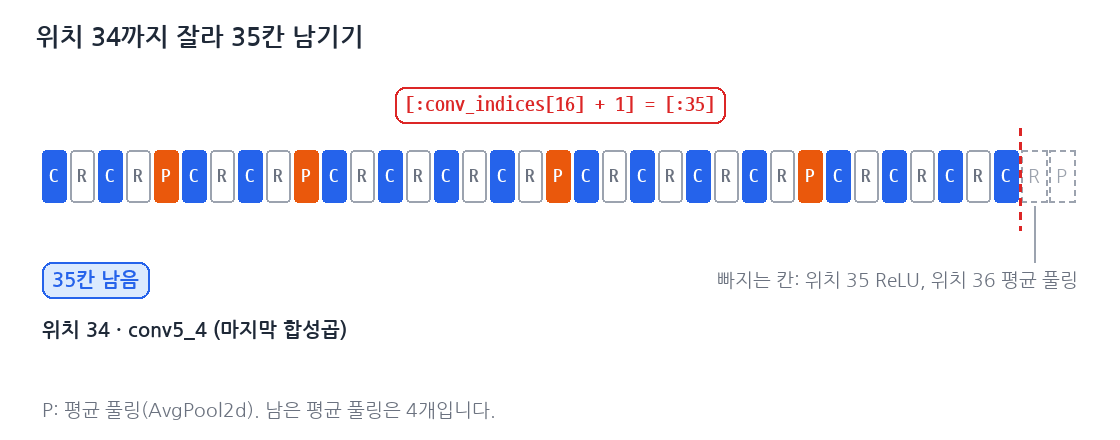 위치 34까지 잘라 35칸 남기기
[:conv_indices[16] + 1] = [:35]
C R C R P C R C R P C R C R C R C R P C R C R C R C R P C R C R C R C R P
35칸 남음
빠지는 칸: 위치 35 ReLU, 위치 36 평균 풀링
위치 34 · conv5_4 (마지막 합성곱)
P: 평균 풀링(AvgPool2d). 남은 평균 풀링은 4개입니다.